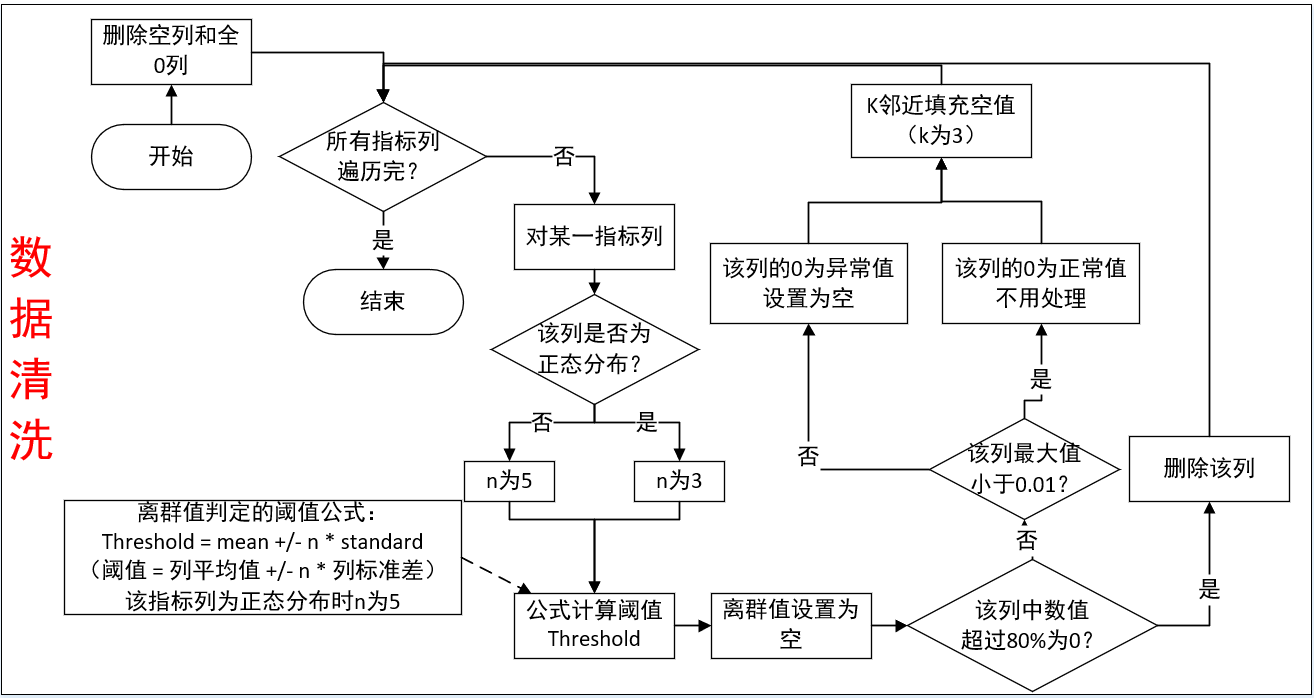 删除空列和全
0列
开始
所有指标列
遍历完？
否
是
结束
对某一指标列
该列是否为
正态分布？
否
是
n为5
n为3
离群值判定的阈值公式：
Threshold = mean +/- n * standard
（阈值 = 列平均值 +/- n * 列标准差）
该指标列为正态分布时n为5
公式计算阈值
Threshold
离群值设置为
空
该列中数值
超过80%为0？
否
是
该列最大值
小于0.01？
否
是
该列的0为异常值
设置为空
该列的0为正常值
不用处理
K邻近填充空值
（k为3）
删除该列
数
据
清
洗